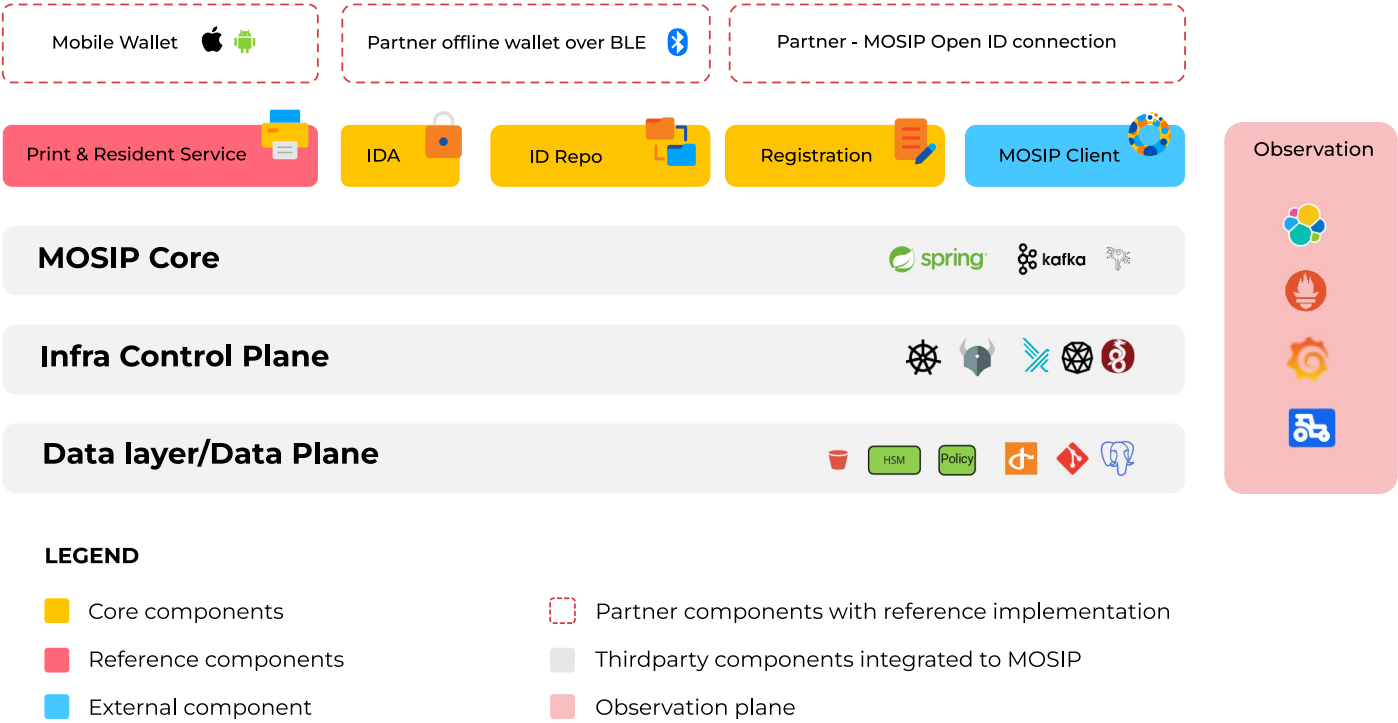 Mobile Wallet
Partner offline wallet over BLE
Partner - MOSIP Open ID connection
Print & Resident Service
IDA
ID Repo
Registration
MOSIP Client
Observation
MOSIP Core
spring
kafka
Infra Control Plane
Data layer/Data Plane
HSM
Policy
LEGEND
Core components
Partner components with reference implementation
Reference components
Thirdparty components integrated to MOSIP
External component
Observation plane